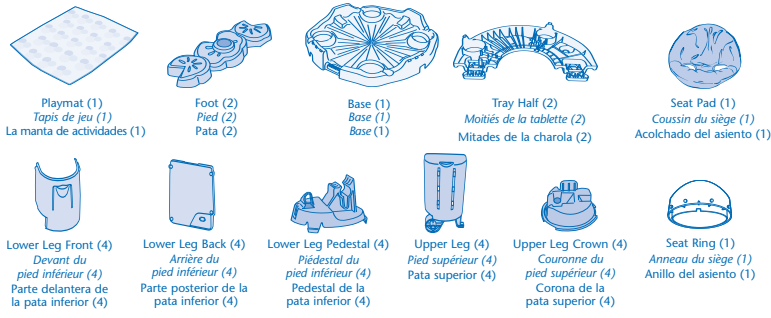 Playmat (1)
Tapis de jeu (1)
La manta de actividades (1)
Foot (2)
Pied (2)
Pata (2)
Base (1)
Base (1)
Base (1)
Tray Half (2)
Moitiés de la tablette (2)
Mitades de la charola (2)
Seat Pad (1)
Coussin du siège (1)
Acolchado del asiento (1)
Lower Leg Front (4)
Devant du
pied inférieur (4)
Parte delantera de
la pata inferior (4)
Lower Leg Back (4)
Arrière du
pied inférieur (4)
Parte posterior de la
pata inferior (4)
Lower Leg Pedestal (4)
Piédestal du
pied inférieur (4)
Pedestal de la
pata inferior (4)
Upper Leg (4)
Pied supérieur (4)
Pata superior (4)
Upper Leg Crown (4)
Couronne du
pied supérieur (4)
Corona de la
pata superior (4)
Seat Ring (1)
Anneau du siège (1)
Anillo del asiento (1)